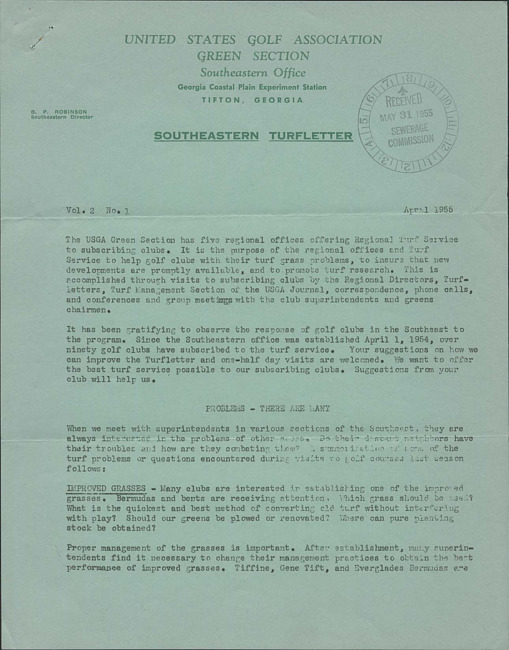 UNITED STATES GOLF ASSOCIATION
GREEN SECTION
Southeastern Office
Georgia Coastal Plain Experiment Station
TIFTON, GEORGIA
B. P. ROBINSON
Southeastern Director
SOUTHEASTERN TURFLETTER
RECEIVED
MAY 31 1955
SEWERAGE
COMMISSION
Vol. 2 No. 1 April 1955
The USGA Green Section has five regional offices offering Regional Turf Service
to subscribing clubs. It is the purpose of the regional offices and Turf
Service to help golf clubs with their turf grass problems, to insure that new
developments are promptly available, and to promote turf research. This is
accomplished through visits to subscribing clubs by the Regional Directors, Turf-
letters, Turf Management Section of the USGA Journal, correspondence, phone calls,
and conferences and group meetings with the club superintendents and greens
chairmen.
It has been gratifying to observe the response of golf clubs in the Southeast to
the program. Since the Southeastern office was established April 1, 1954, over
ninety golf clubs have subscribed to the turf service. Your suggestions on how we
can improve the Turfletter and one-half day visits are welcomed. We want to offer
the best turf service possible to our subscribing clubs. Suggestions from your
club will help us.
PROBLEMS - THERE ARE MANY
When we meet with superintendents in various sections of the Southeast, they are
always interested in the problems of other areas. Do their distant neighbors have
their troubles and how are they combating them? A summarization of some of the
turf problems or questions encountered during visits to golf courses last season
follows:
IMPROVED GRASSES - Many clubs are interested in establishing one of the improved
grasses. Bermudas and bents are receiving attention. Which grass should be used?
What is the quickest and best method of converting old turf without interfering
with play? Should our greens be plowed or renovated? Where can pure planting
stock be obtained?
Proper management of the grasses is important. After establishment, many superin-
tendents find it necessary to change their management practices to obtain the best
performance of improved grasses. Tiffine, Gene Tift, and Everglades Bermudas are